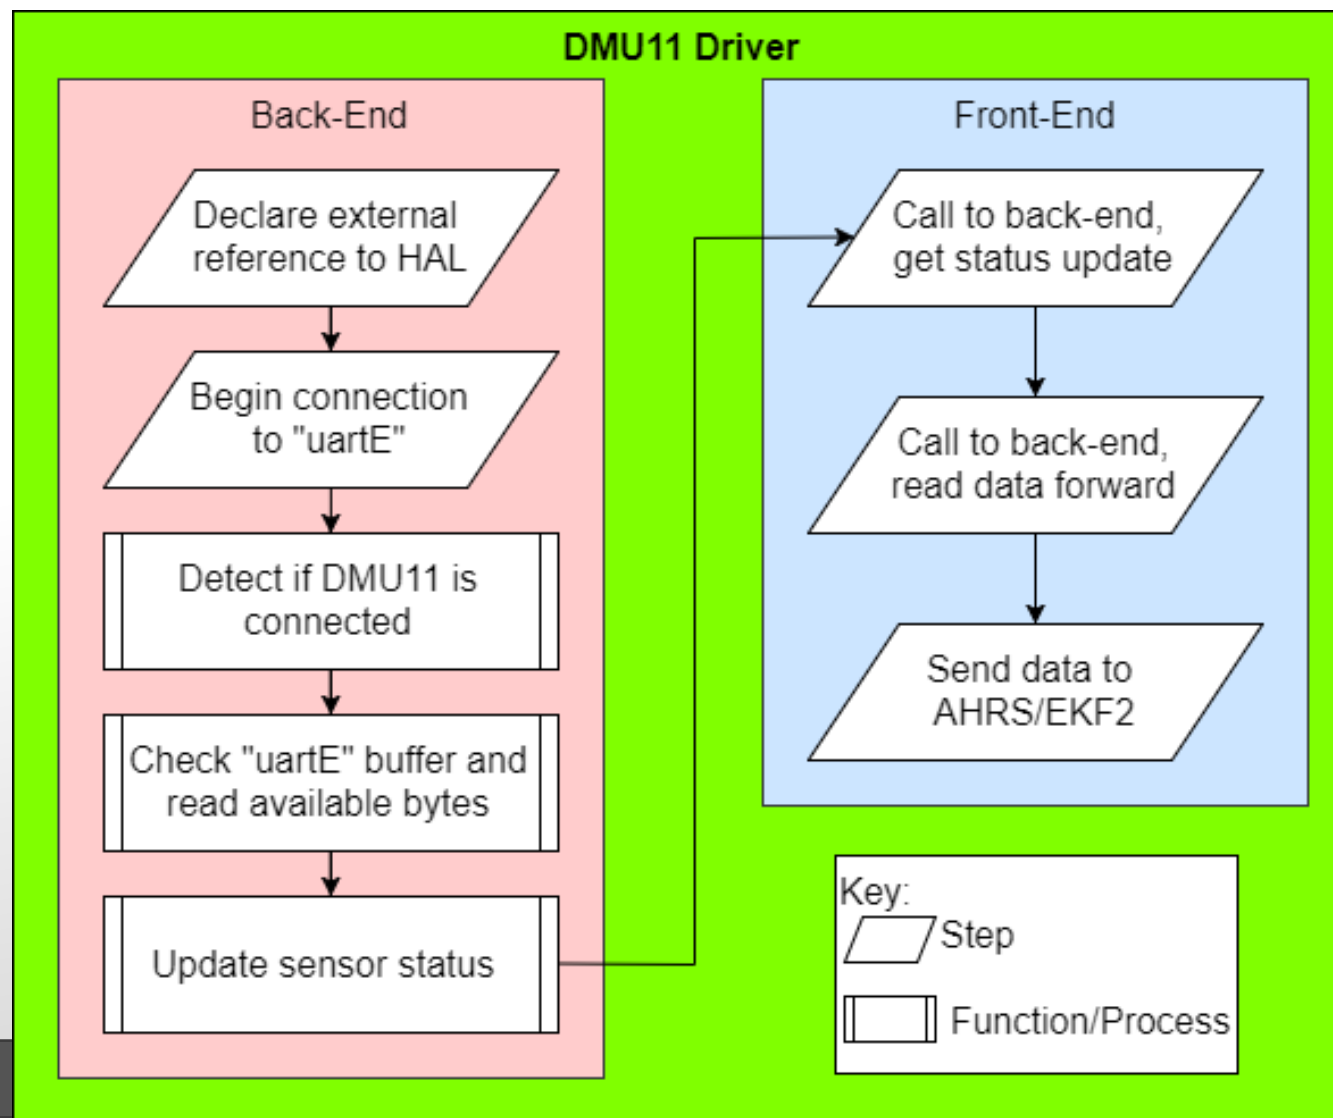 DMU11 Driver
Back-End
Declare external
reference to HAL
Begin connection
to "uartE"
Detect if DMU11 is
connected
Check "uartE" buffer and
read available bytes
Update sensor status
Front-End
Call to back-end,
get status update
Call to back-end,
read data forward
Send data to
AHRS/EKF2
Key:
Step
Function/Process